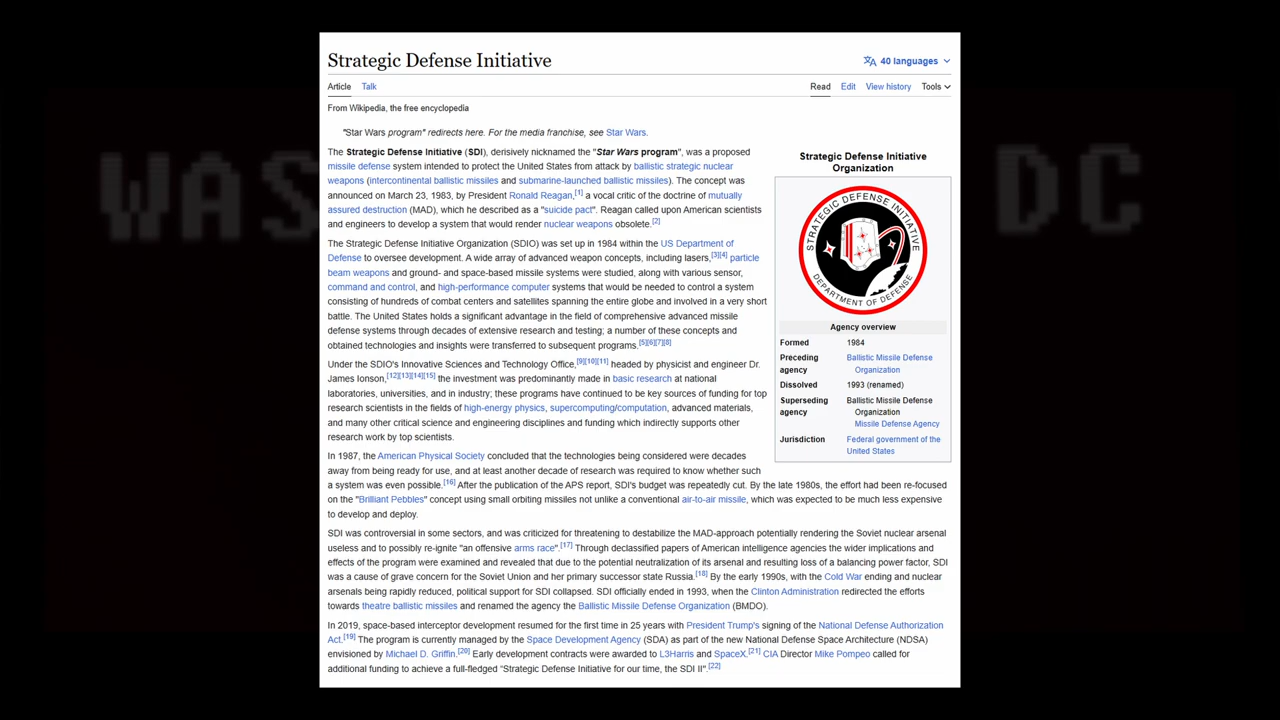 Strategic Defense Initiative
40 languages
Article Talk Read Edit View history Tools
From Wikipedia, the free encyclopedia
"Star Wars program" redirects here. For the media franchise, see Star Wars.
The Strategic Defense Initiative (SDI), derisively nicknamed the "Star Wars program", was a proposed
missile defense system intended to protect the United States from attack by ballistic strategic nuclear
weapons (intercontinental ballistic missiles and submarine-launched ballistic missiles). The concept was
announced on March 23, 1983, by President Ronald Reagan,[1] a vocal critic of the doctrine of mutually
assured destruction (MAD), which he described as a "suicide pact". Reagan called upon American scientists
and engineers to develop a system that would render nuclear weapons obsolete.[2]
The Strategic Defense Initiative Organization (SDIO) was set up in 1984 within the US Department of
Defense to oversee development. A wide array of advanced weapon concepts, including lasers,[3][4] particle
beam weapons and ground- and space-based missile systems were studied, along with various sensor,
command and control, and high-performance computer systems that would be needed to control a system
consisting of hundreds of combat centers and satellites spanning the entire globe and involved in a very short
battle. The United States holds a significant advantage in the field of comprehensive advanced missile
defense systems through decades of extensive research and testing; a number of these concepts and
obtained technologies and insights were transferred to subsequent programs.[5][6][7][8]
Under the SDIO's Innovative Sciences and Technology Office,[9][10][11] headed by physicist and engineer Dr.
James Ionson,[12][13][14][15] the investment was predominantly made in basic research at national
laboratories, universities, and in industry; these programs have continued to be key sources of funding for top
research scientists in the fields of high-energy physics, supercomputing/computation, advanced materials,
and many other critical science and engineering disciplines and funding which indirectly supports other
research work by top scientists.
In 1987, the American Physical Society concluded that the technologies being considered were decades
away from being ready for use, and at least another decade of research was required to know whether such
a system was even possible.[16] After the publication of the APS report, SDI's budget was repeatedly cut. By the late 1980s, the effort had been re-focused
on the "Brilliant Pebbles" concept using small orbiting missiles not unlike a conventional air-to-air missile, which was expected to be much less expensive
to develop and deploy.
SDI was controversial in some sectors, and was criticized for threatening to destabilize the MAD-approach potentially rendering the Soviet nuclear arsenal
useless and to possibly re-ignite "an offensive arms race".[17] Through declassified papers of American intelligence agencies the wider implications and
effects of the program were examined and revealed that due to the potential neutralization of its arsenal and resulting loss of a balancing power factor, SDI
was a cause of grave concern for the Soviet Union and her primary successor state Russia.[18] By the early 1990s, with the Cold War ending and nuclear
arsenals being rapidly reduced, political support for SDI collapsed. SDI officially ended in 1993, when the Clinton Administration redirected the efforts
towards theatre ballistic missiles and renamed the agency the Ballistic Missile Defense Organization (BMDO).
In 2019, space-based interceptor development resumed for the first time in 25 years with President Trump's signing of the National Defense Authorization
Act.[19] The program is currently managed by the Space Development Agency (SDA) as part of the new National Defense Space Architecture (NDSA)
envisioned by Michael D. Griffin.[20] Early development contracts were awarded to L3Harris and SpaceX.[21] CIA Director Mike Pompeo called for
additional funding to achieve a full-fledged "Strategic Defense Initiative for our time, the SDI II".[22]
Strategic Defense Initiative
Organization
STRATEGIC DEFENSE INITIATIVE
DEPARTMENT OF DEFENSE
Agency overview
Formed 1984
Preceding Ballistic Missile Defense
agency Organization
Dissolved 1993 (renamed)
Superseding Ballistic Missile Defense
agency Organization
Missile Defense Agency
Jurisdiction Federal government of the
United States
WAS
DC